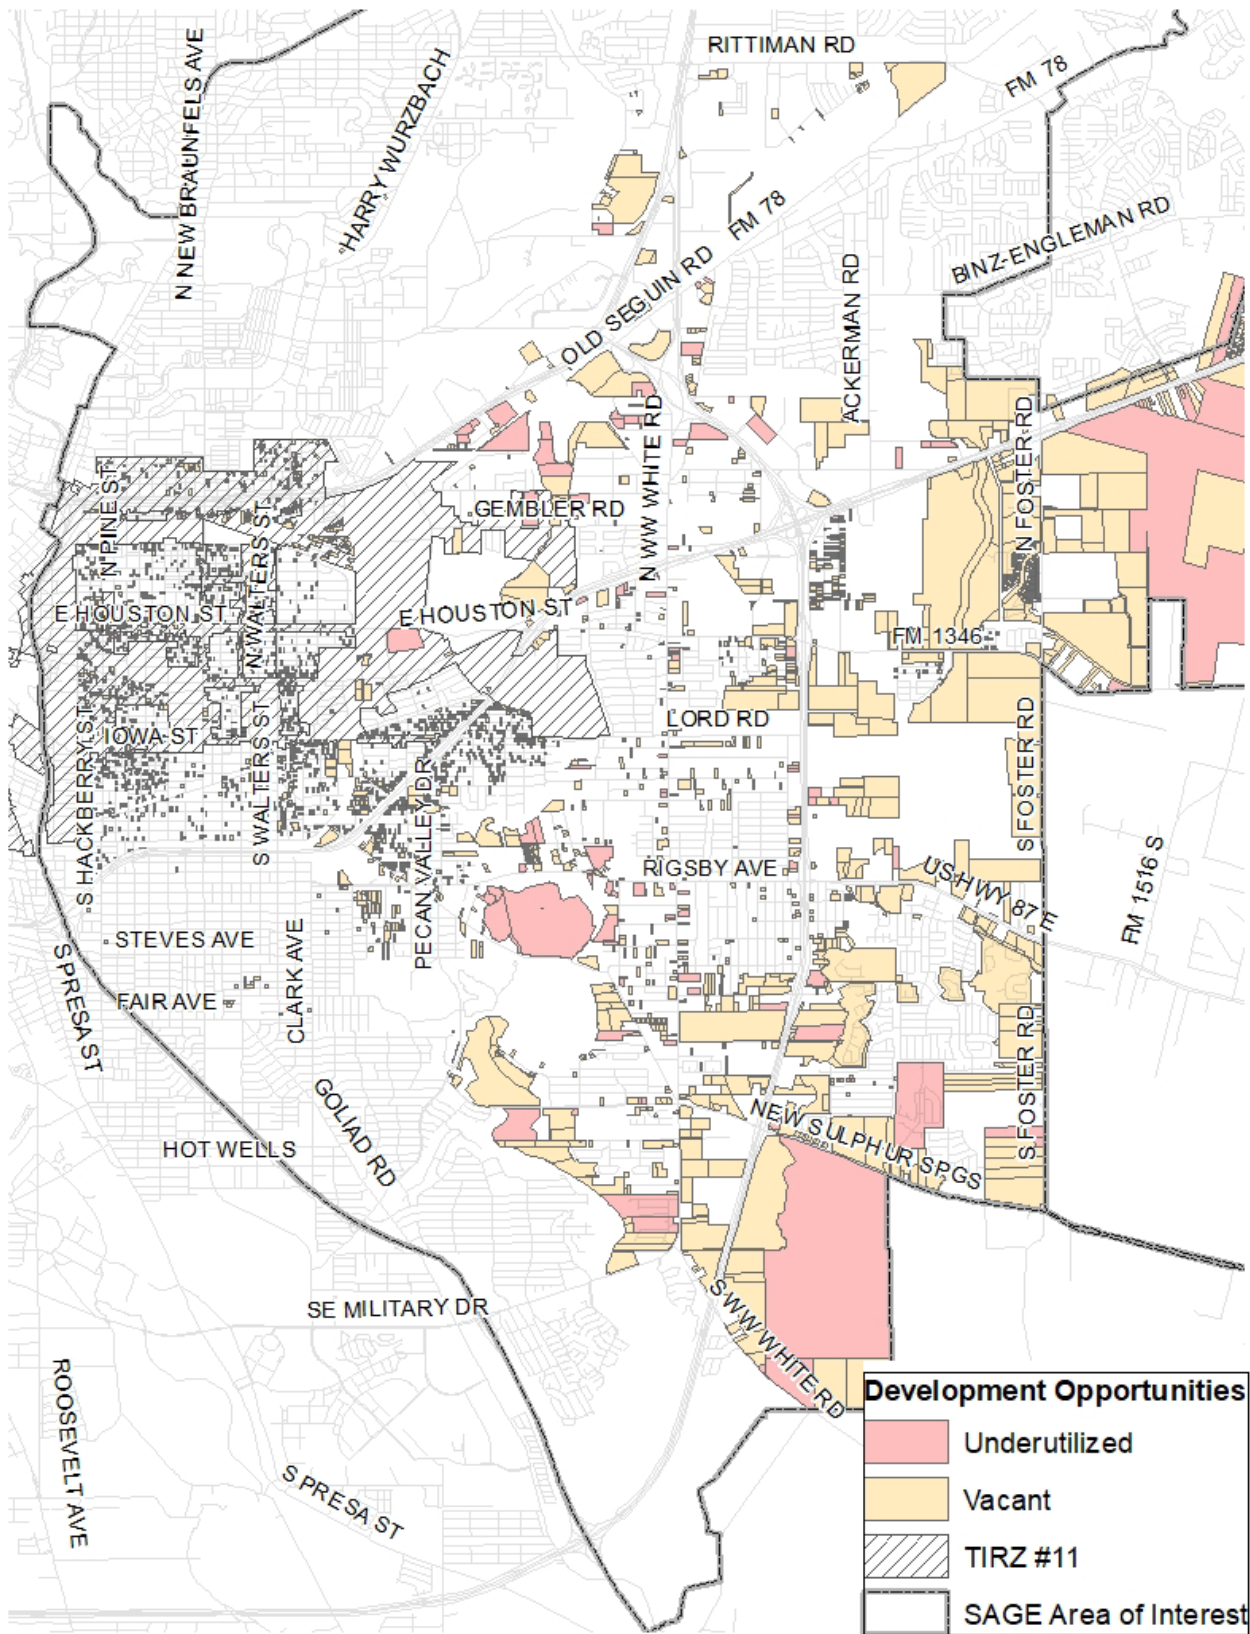 RITTIMAN RD
FM 78
N NEW BRAUNFELS AVE
HARRY WURZBACH
FM 78
BINZ-ENGLEMAN RD
OLD SEGUIN RD
ACKERMAN RD
N WW WHITE RD
N FOSTER RD
GEMBLER RD
N PINE ST
N WALTERS ST
E HOUSTON ST
E HOUSTON ST
FM 1346
LORD RD
IOWA ST
S HACKBERRY ST
S WALTERS ST
PECAN VALLEY DR
S FOSTER RD
RIGSBY AVE
US HWY 87 E
FM 1516 S
STEVES AVE
CLARK AVE
FAIR AVE
S PRESA ST
S FOSTER RD
GOLIAD RD
NEW SULPHUR SPGS
HOT WELLS
SE MILITARY DR
S WW WHITE RD
ROOSEVELT AVE
S PRESA ST
Development Opportunities
Underutilized
Vacant
TIRZ #11
SAGE Area of Interest